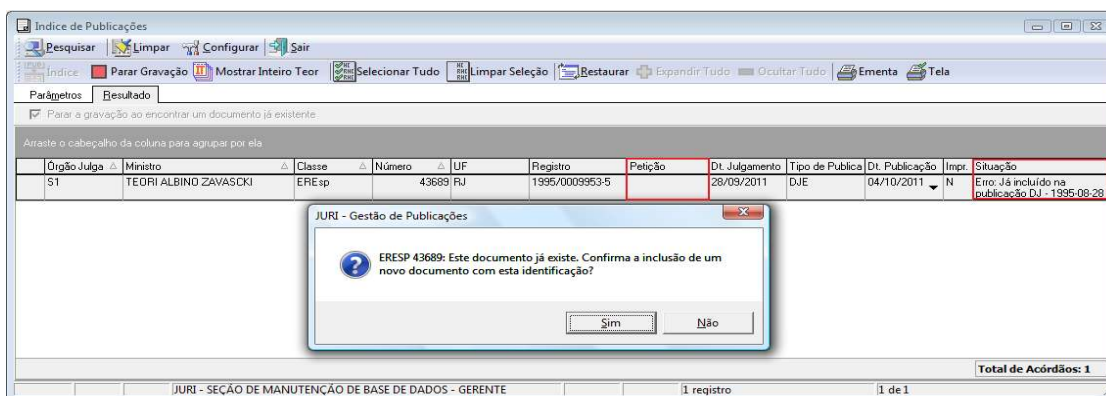 Indice de Publicações
Pesquisar Limpar Configurar Sair
Indice Parar Gravação Mostrar Inteiro Teor Selecionar Tudo Limpar Seleção Restaurar Expandir Tudo Ocultar Tudo Ementa Tela
Parâmetros Resultado
Parar a gravação ao encontrar um documento já existente
Arraste o cabeçalho da coluna para agrupar por ela
Órgão Julga Ministro Classe Número UF Registro Petição Dt. Julgamento Tipo de Publica Dt. Publicação Impr. Situação
S1 TEORI ALBINO ZAVASCKI EREsp 43689 RJ 1995/0009953-5 28/09/2011 DJE 04/10/2011 N Erro: Já incluído na
publicação DJ - 1995-08-28
JURI - Gestão de Publicações
ERESP 43689: Este documento já existe. Confirma a inclusão de um
novo documento com esta identificação?
Sim Não
Total de Acórdãos: 1
JURI - SEÇÃO DE MANUTENÇÃO DE BASE DE DADOS - GERENTE 1 registro 1 de 1